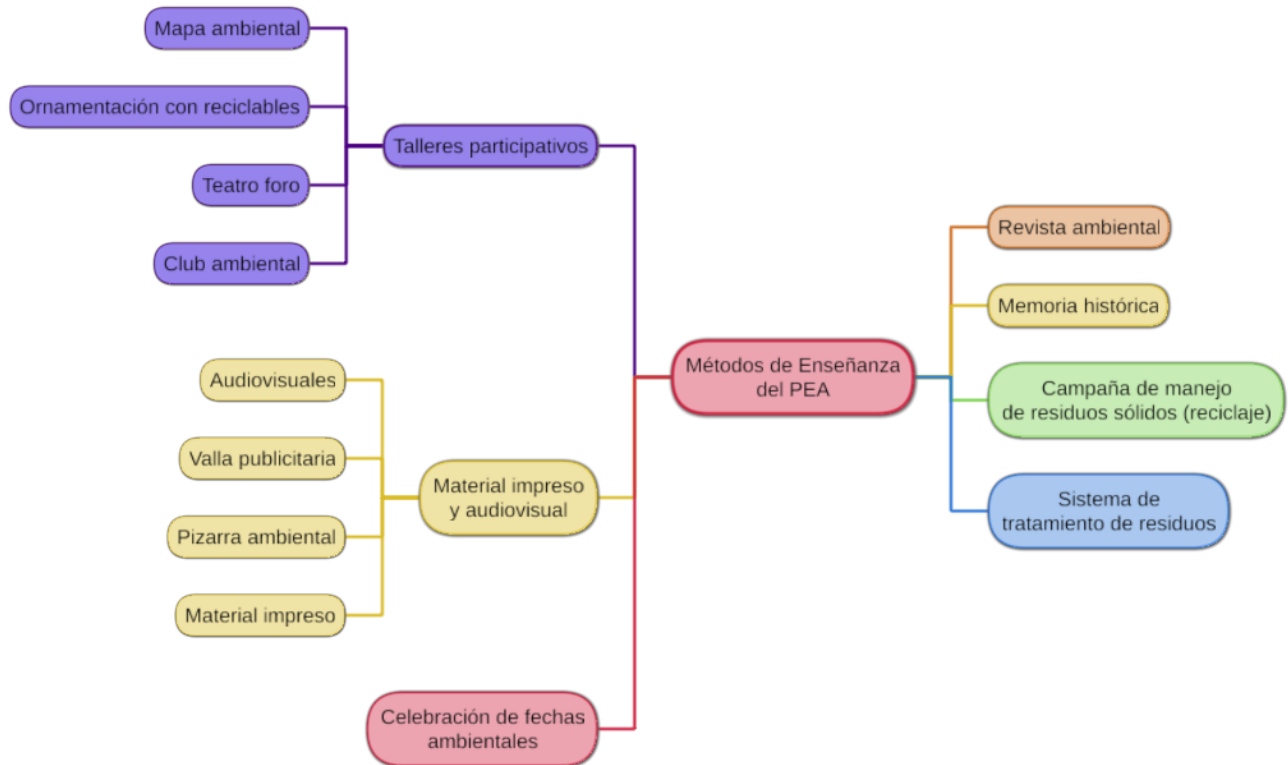 Mapa ambiental
Ornamentación con reciclables
Talleres participativos
Teatro foro
Club ambiental
Audiovisuales
Valla publicitaria
Material impreso
y audiovisual
Pizarra ambiental
Material impreso
Celebración de fechas
ambientales
Métodos de Enseñanza
del PEA
Revista ambiental
Memoria histórica
Campaña de manejo
de residuos sólidos (reciclaje)
Sistema de
tratamiento de residuos